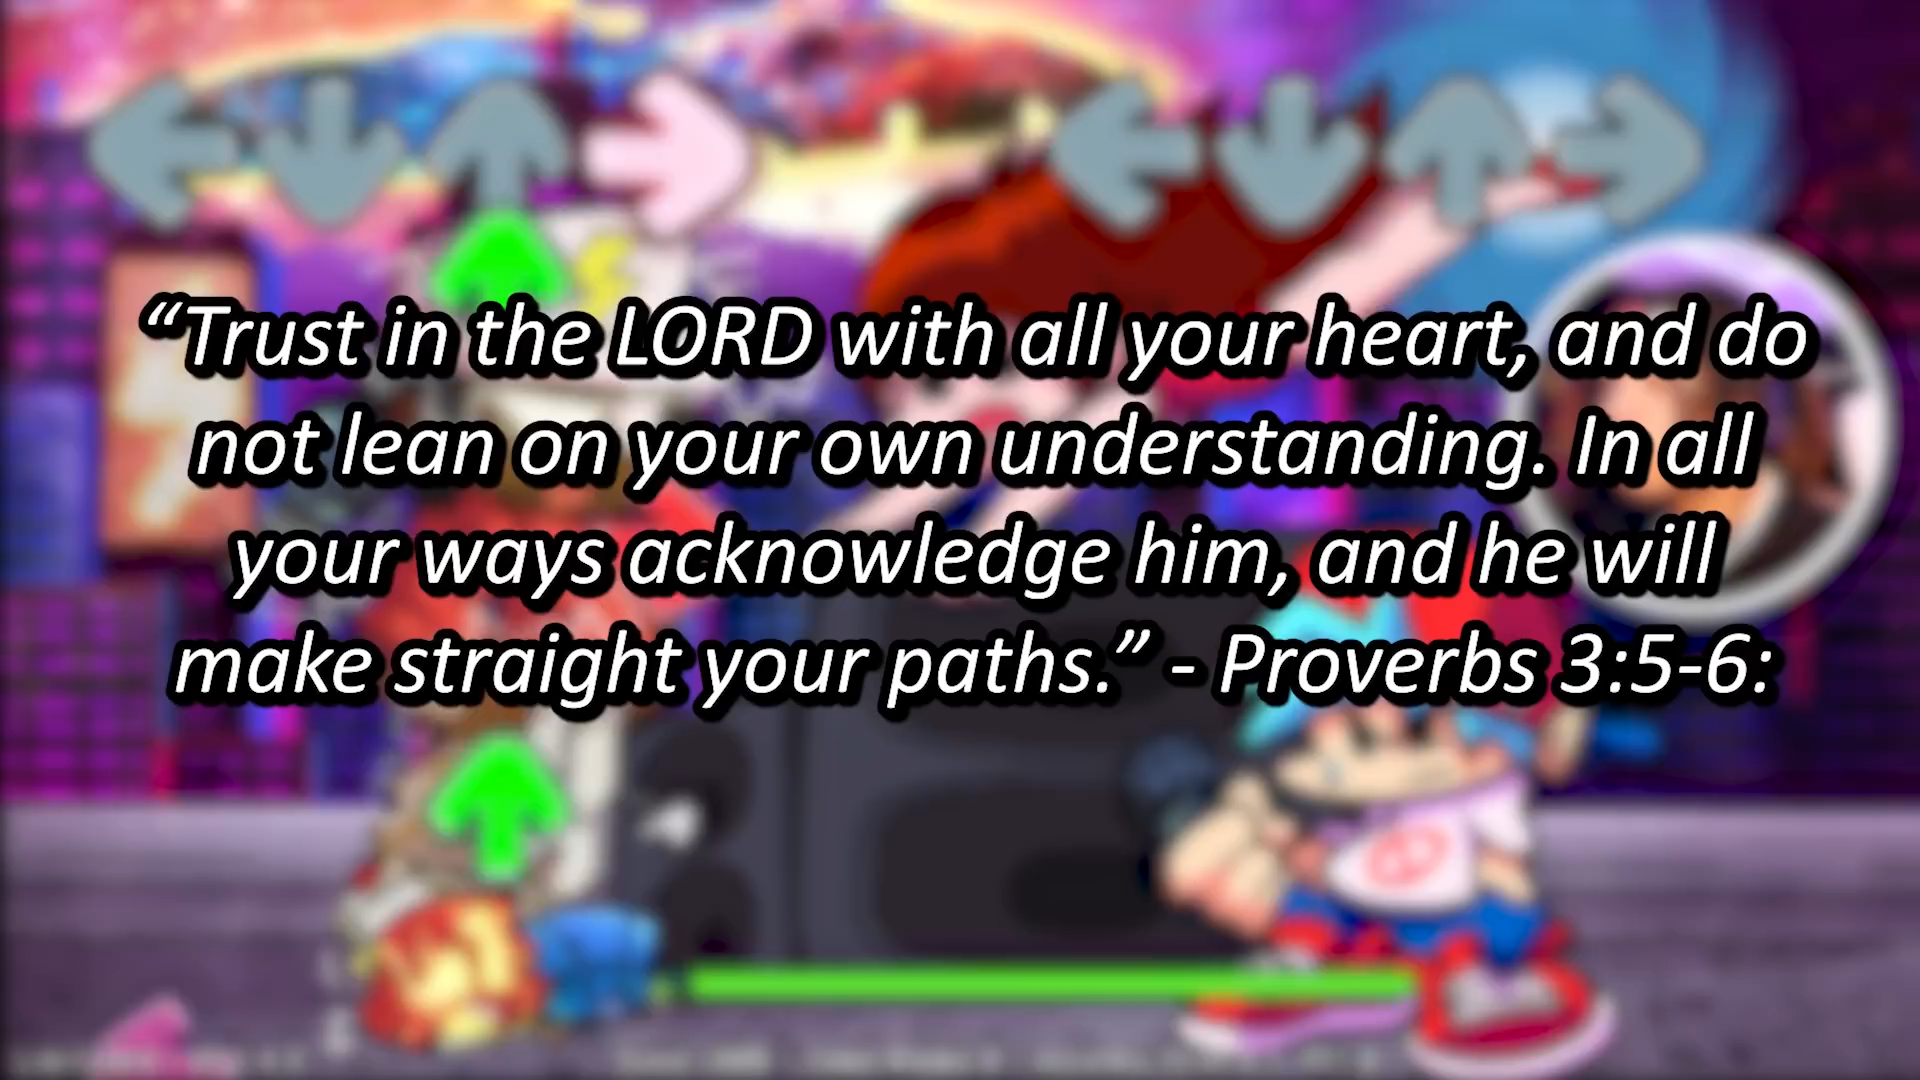 “Trust in the LORD with all your heart, and do
not lean on your own understanding. In all
your ways acknowledge him, and he will
make straight your paths.” - Proverbs 3:5-6: